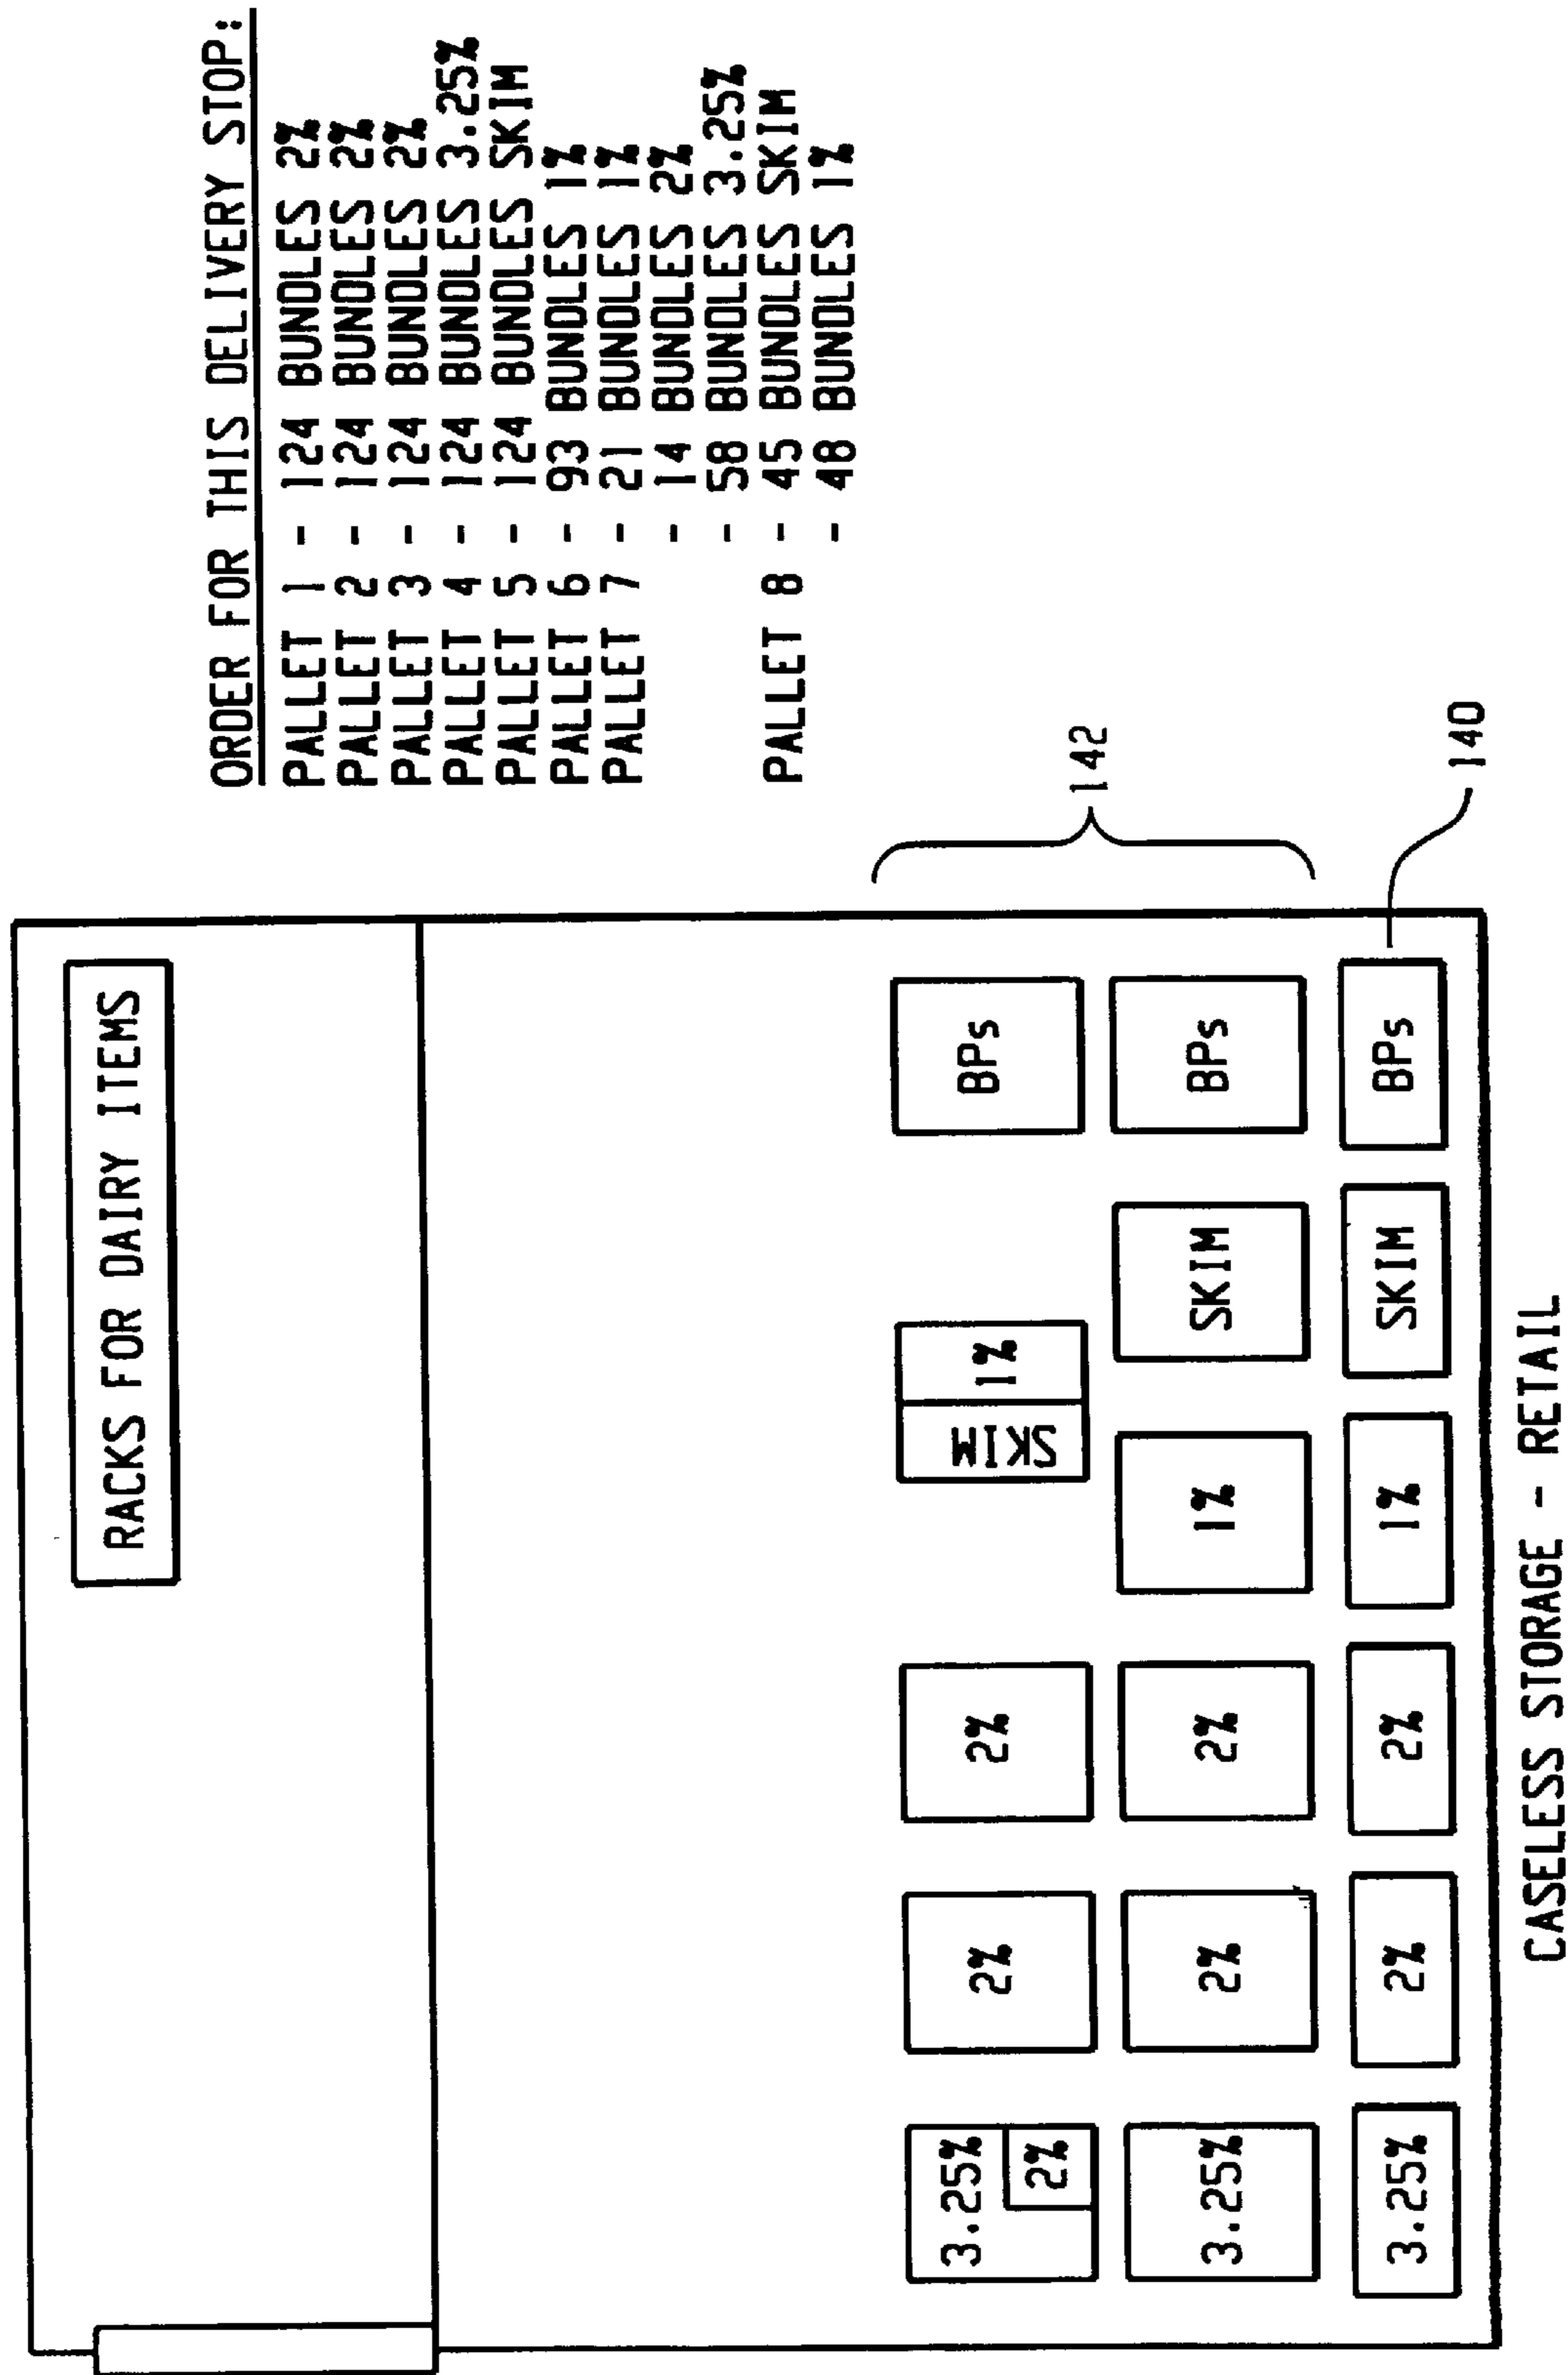 RACKS FOR DAIRY ITEMS
ORDER FOR THIS DELIVERY STOP:
PALLET 1 - 124 BUNDLES 2%
PALLET 2 - 124 BUNDLES 2%
PALLET 3 - 124 BUNDLES 2%
PALLET 4 - 124 BUNDLES 3.25%
PALLET 5 - 124 BUNDLES SKIM
PALLET 6 - 93 BUNDLES 1%
PALLET 7 - 21 BUNDLES 1%
- 14 BUNDLES 2%
- 58 BUNDLES 3.25%
PALLET 8 - 45 BUNDLES SKIM
- 48 BUNDLES 1%
3.25% 2% 2% 2% SKIM 1% BPs
142
3.25% 2% 2% 1% SKIM BPs
3.25% 2% 2% 1% SKIM BPs
140
CASELESS STORAGE - RETAIL